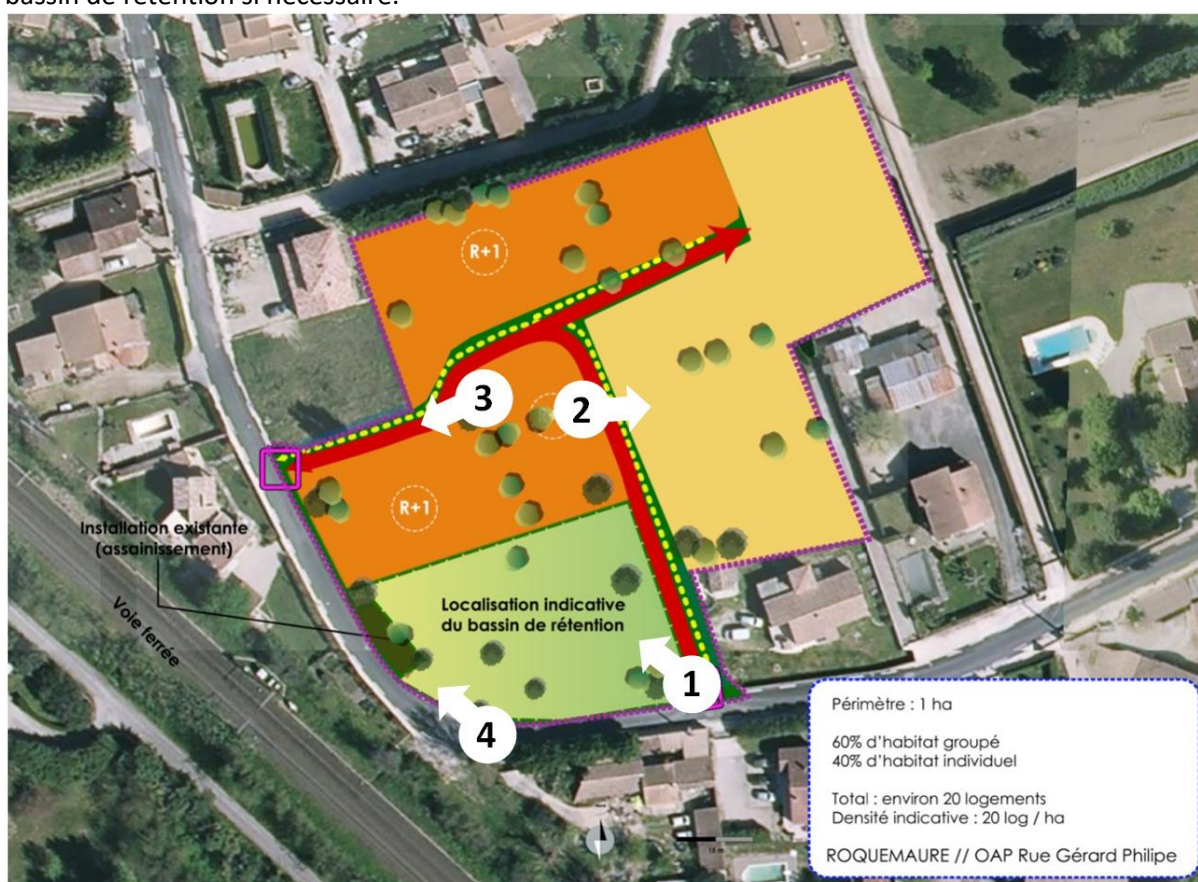 bassin de rétention si nécessaire.
R+1
3
2
R+1
Installation existante
(assainissement)
Voie ferrée
Localisation indicative
du bassin de rétention
1
4
Périmètre : 1 ha
60% d'habitat groupé
40% d'habitat individuel
Total : environ 20 logements
Densité indicative : 20 log / ha
ROQUEMAURE // OAP Rue Gérard Philipe
15 m